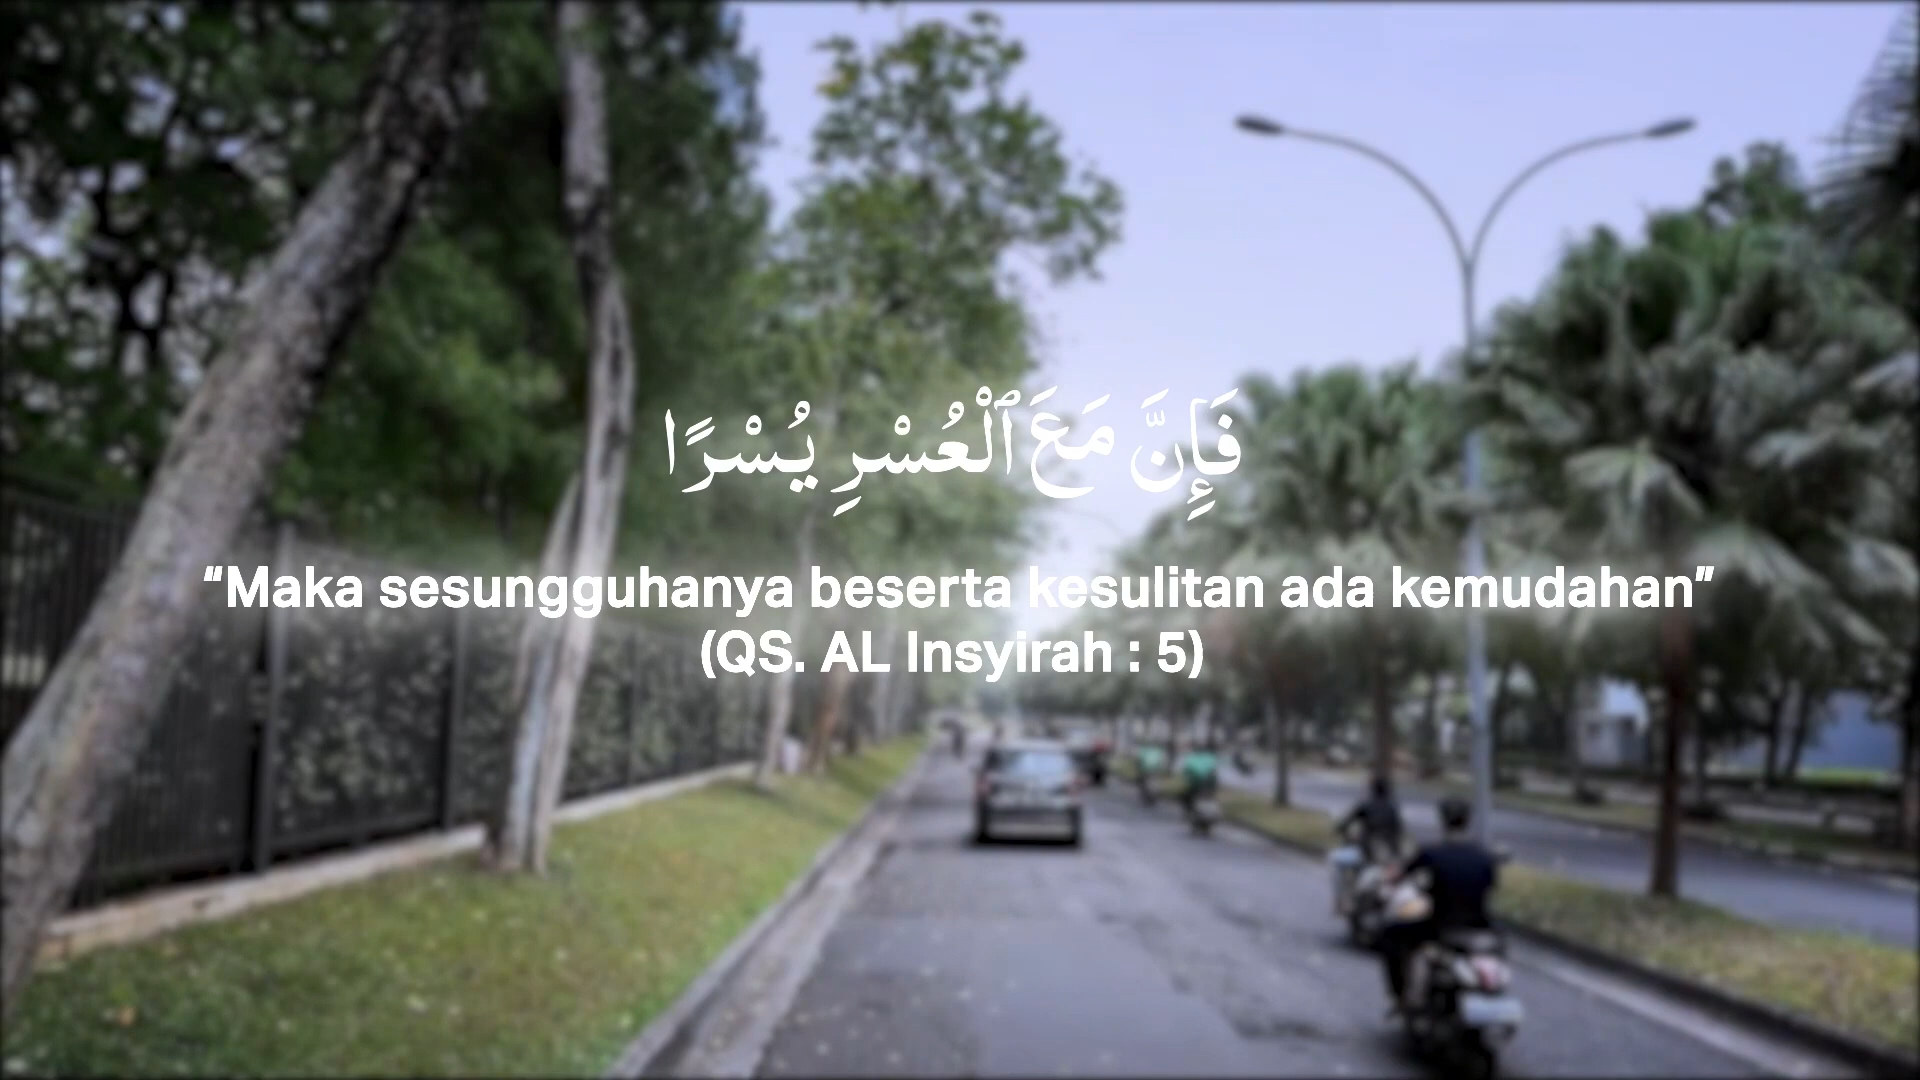 فَإِنَّ مَعَ ٱلْعُسْرِ يُسْرًا
“Maka sesungguhanya beserta kesulitan ada kemudahan”
(QS. AL Insyirah : 5)